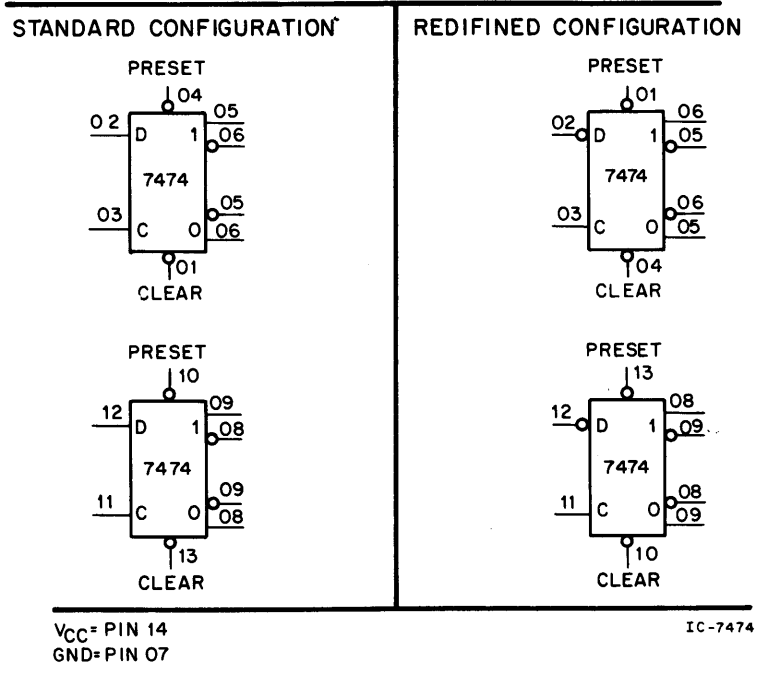 STANDARD CONFIGURATION
REDIFINED CONFIGURATION
PRESET
04
02
D
1
05
06
7474
03
C
0
05
06
01
CLEAR
PRESET
01
02
D
1
06
05
7474
03
C
0
06
05
04
CLEAR
PRESET
10
12
D
1
09
08
7474
11
C
0
09
08
13
CLEAR
PRESET
13
12
D
1
08
09
7474
11
C
0
08
09
10
CLEAR
VCC= PIN 14
GND= PIN 07
IC-7474